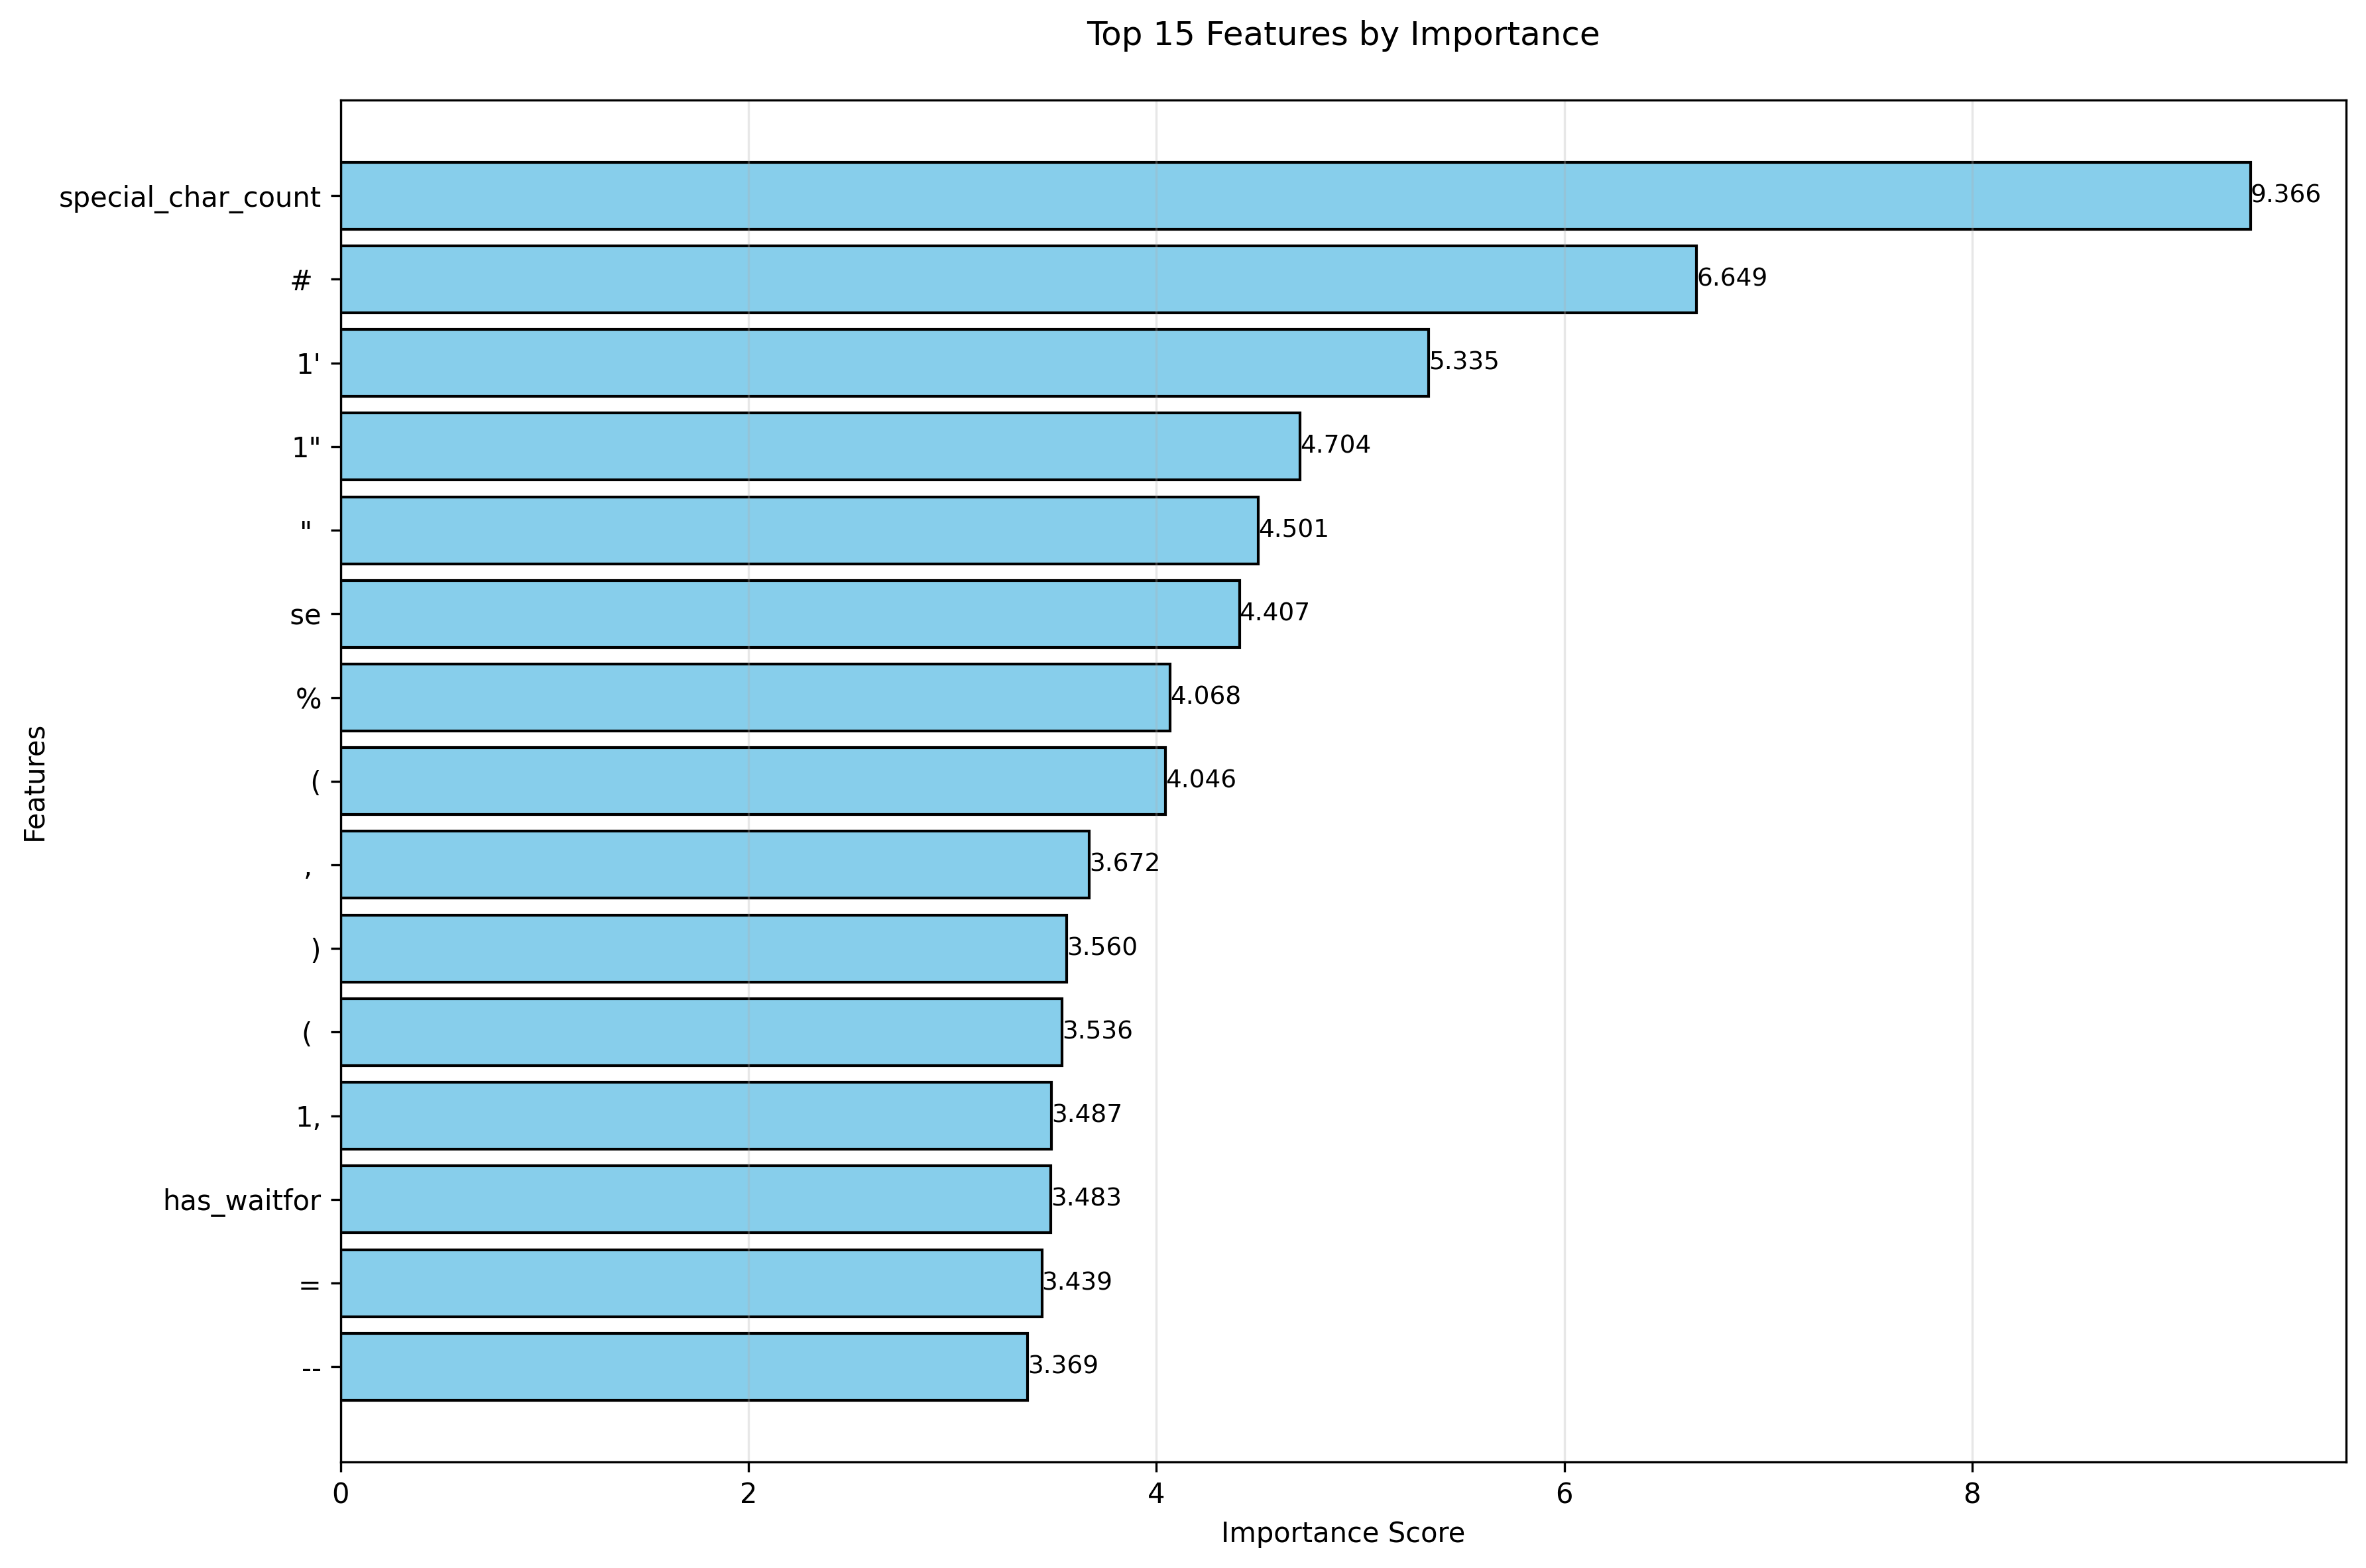 Top 15 Features by Importance
Features
special_char_count 9.366
# 6.649
1' 5.335
1" 4.704
" 4.501
se 4.407
% 4.068
( 4.046
, 3.672
) 3.560
( 3.536
1, 3.487
has_waitfor 3.483
= 3.439
-- 3.369
0 2 4 6 8
Importance Score